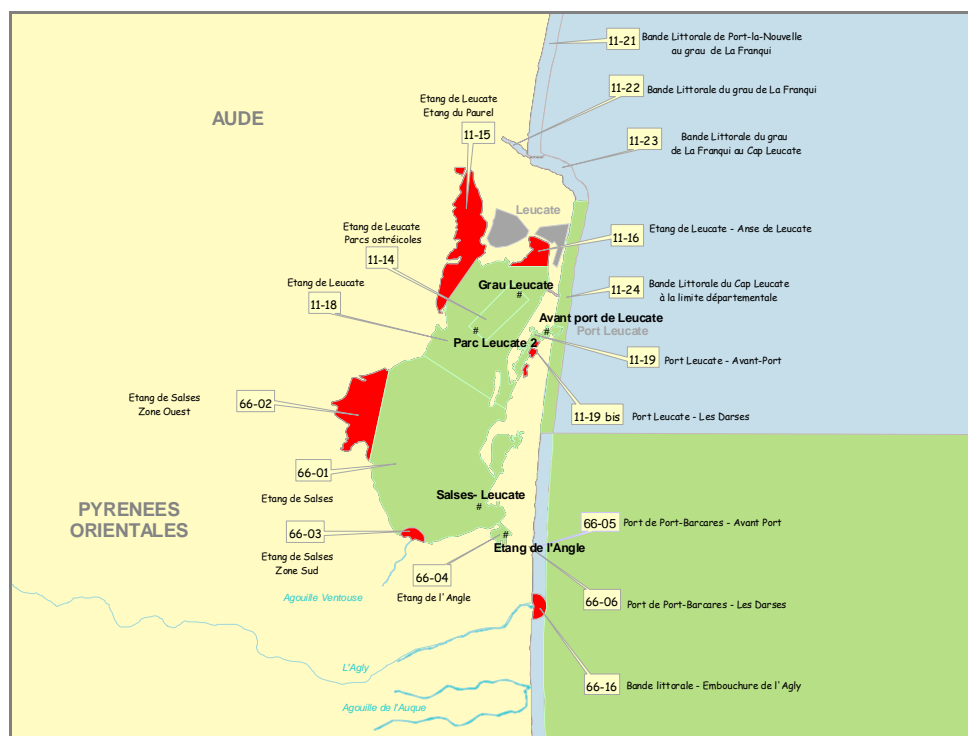 11-21
Bande Littorale de Port-la-Nouvelle
au grau de La Franqui
11-22
Bande Littorale du grau de La Franqui
Etang de Leucate
Etang du Paurel
11-15
AUDE
11-23
Bande Littorale du grau
de La Franqui au Cap Leucate
Leucate
Etang de Leucate
Parcs ostréicoles
11-14
11-16
Etang de Leucate - Anse de Leucate
Etang de Leucate
11-18
Grau Leucate
#
11-24
Bande Littorale du Cap Leucate
à la limite départementale
Avant port de Leucate
#
Port Leucate
#
Parc Leucate 2
11-19
Port Leucate - Avant-Port
Etang de Salses
Zone Ouest
66-02
11-19 bis
Port Leucate - Les Darses
66-01
Etang de Salses
Salses- Leucate
#
PYRENEES
ORIENTALES
66-03
Etang de Salses
Zone Sud
66-05
Port de Port-Barcares - Avant Port
#
Etang de l'Angle
66-04
Etang de l'Angle
Agouille Ventouse
66-06
Port de Port-Barcares - Les Darses
L'Agly
66-16
Bande littorale - Embouchure de l'Agly
Agouille de l'Auque